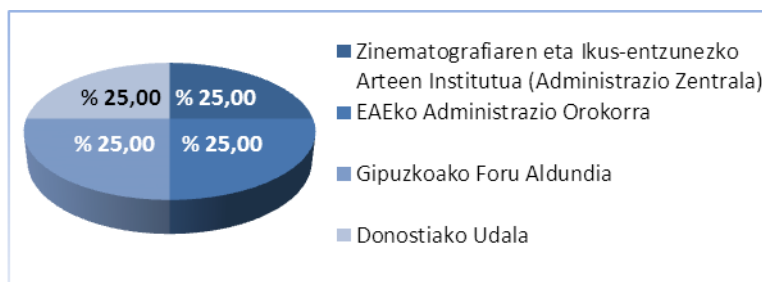 % 25,00 % 25,00
% 25,00 % 25,00
Zinematografiaren eta Ikus-entzunezko
Arteen Institutua (Administrazio Zentrala)
EAEko Administrazio Orokorra
Gipuzkoako Foru Aldundia
Donostiako Udala